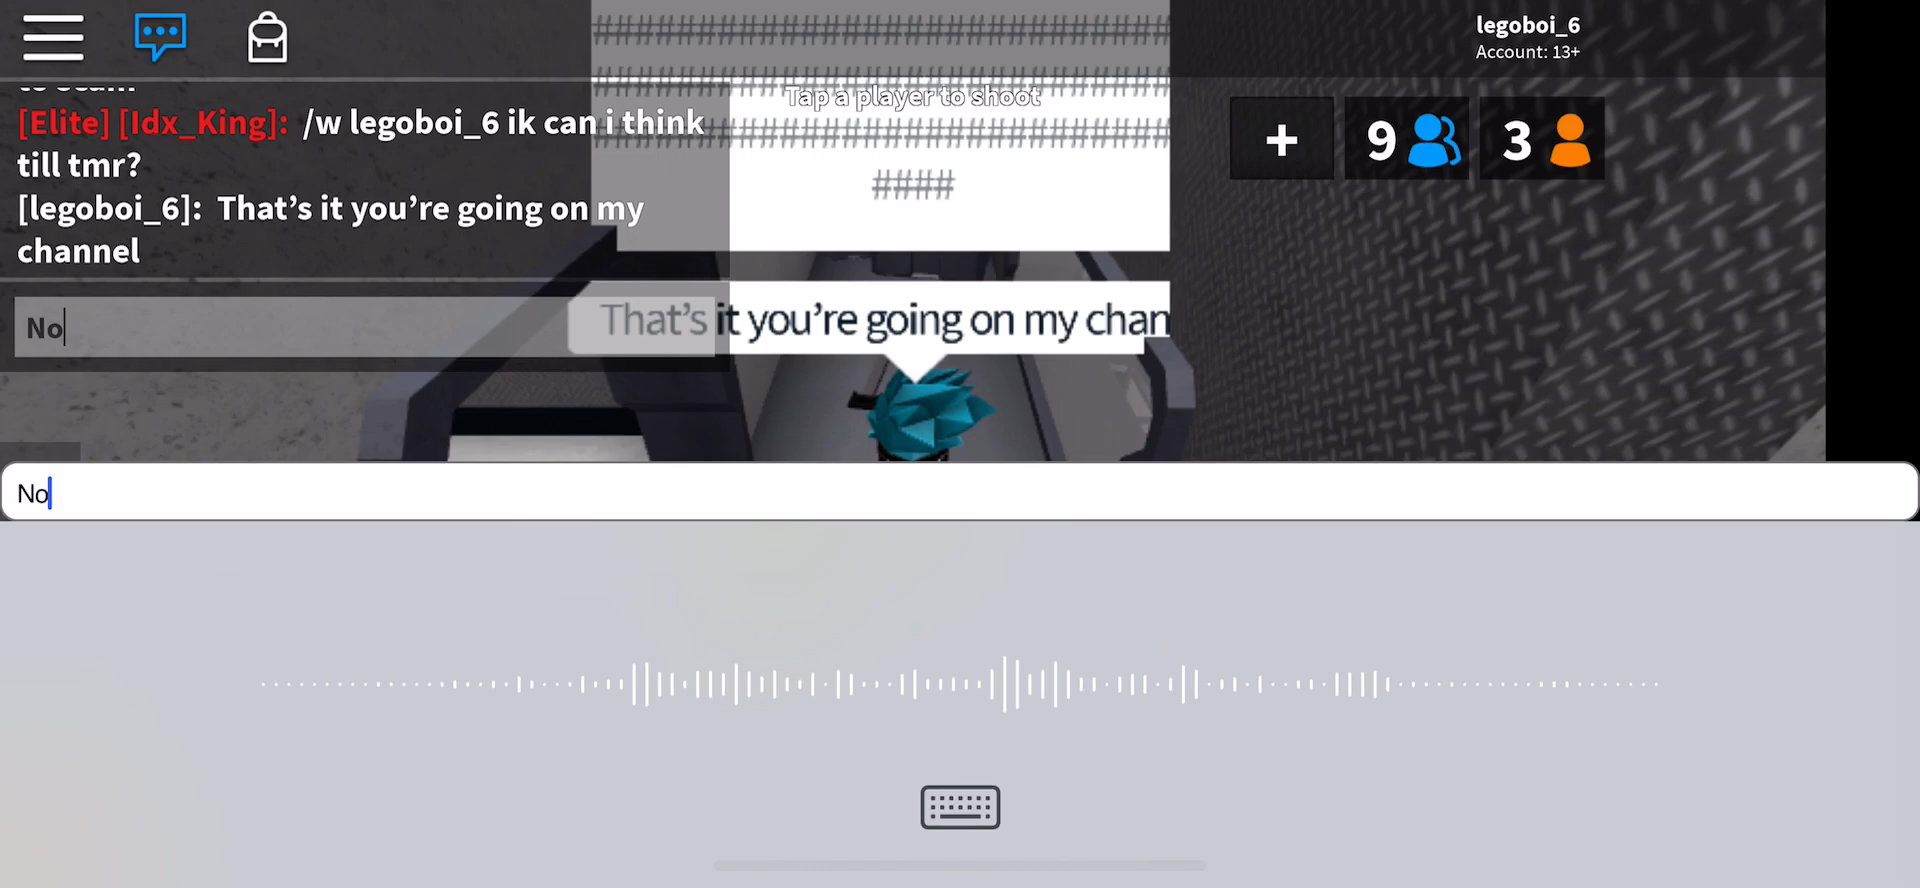 legoboi_6
Account: 13+
[Elite] [Idx_King]: /w legoboi_6 ik can i think
till tmr?
[legoboi_6]: That's it you're going on my
channel
No
Tap a player to shoot
####
+
9
3
That's it you're going on my chan
No